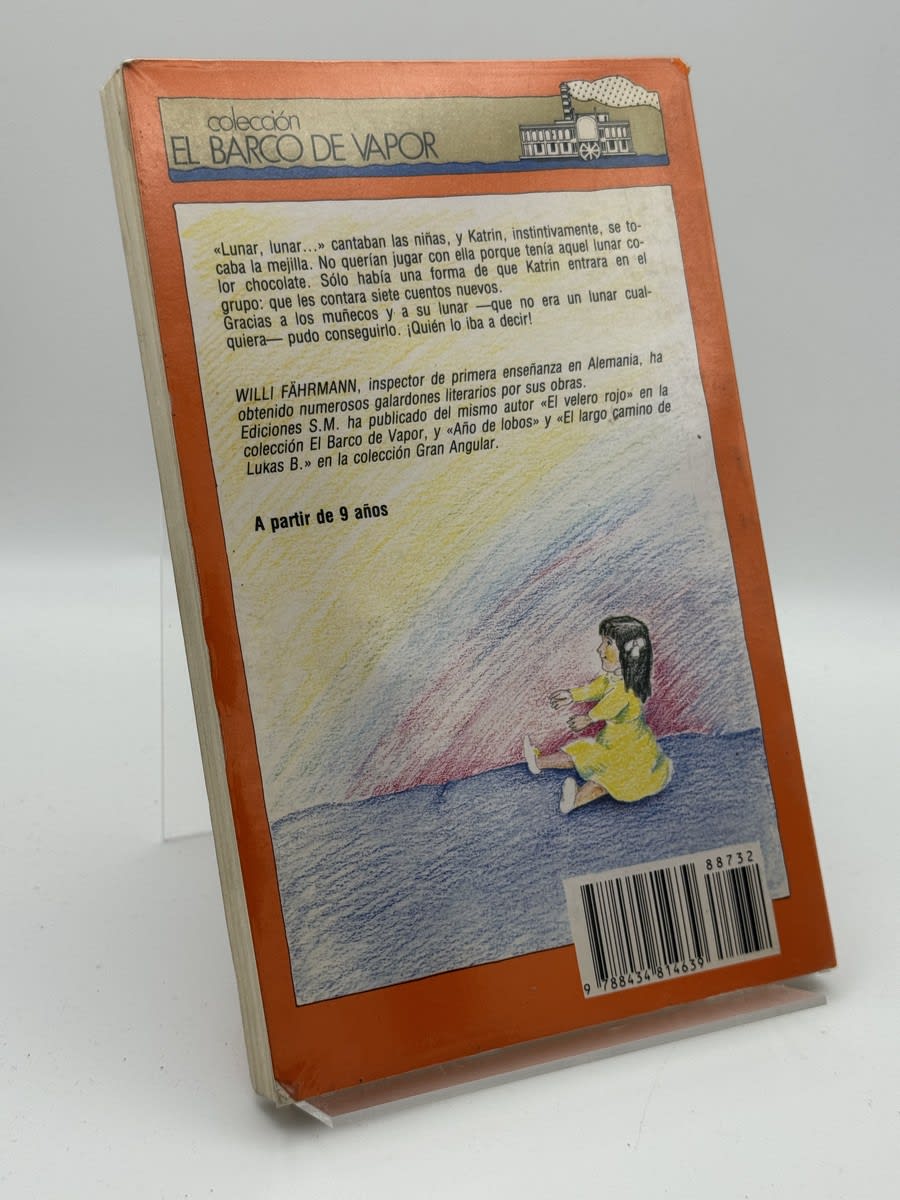 colección
EL BARCO DE VAPOR
«Lunar, lunar...» cantaban las niñas, y Katrin, instintivamente, se to-
caba la mejilla. No querían jugar con ella porque tenía aquel lunar co-
lor chocolate. Sólo había una forma de que Katrin entrara en el
grupo: que les contara siete cuentos nuevos.
Gracias a los muñecos y a su lunar —que no era un lunar cual-
quiera— pudo conseguirlo. ¡Quién lo iba a decir!
WILLI FÄHRMANN, inspector de primera enseñanza en Alemania, ha
obtenido numerosos galardones literarios por sus obras.
Ediciones S.M. ha publicado del mismo autor «El velero rojo» en la
colección El Barco de Vapor, y «Año de lobos» y «El largo camino de
Lukas B.» en la colección Gran Angular.
A partir de 9 años
88732
9 788434 814639